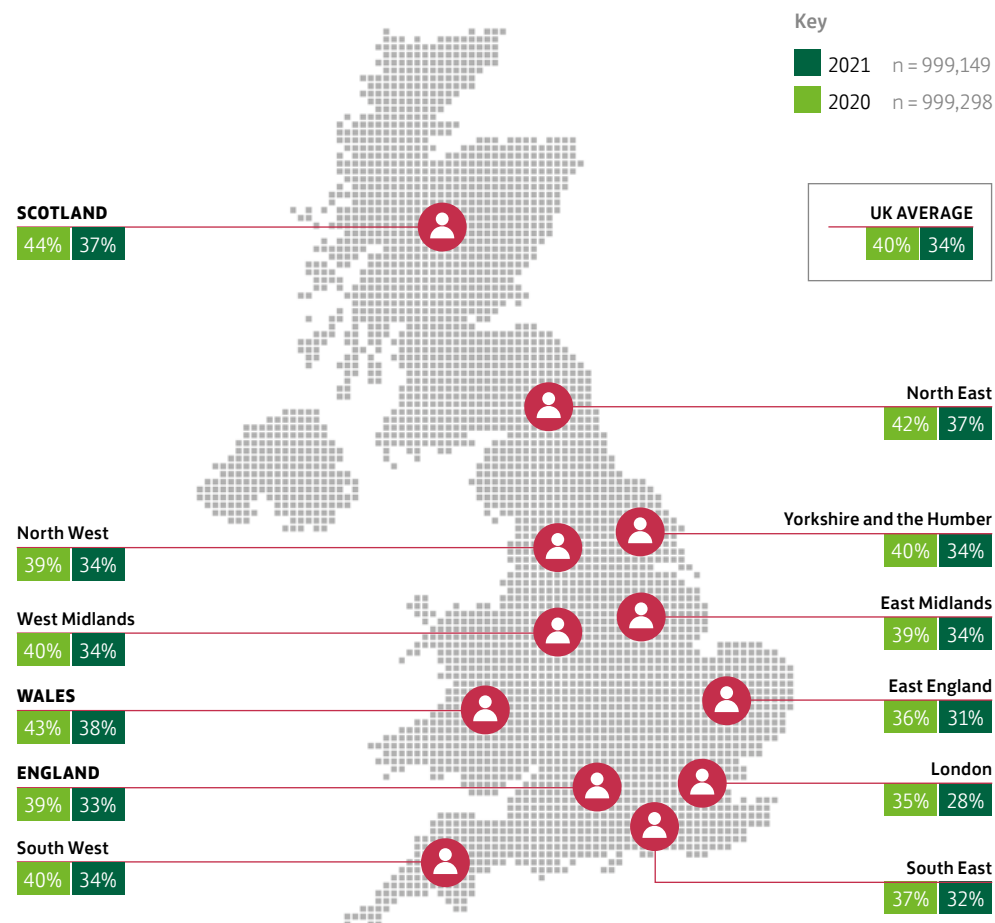 Key
2021 n = 999,149
2020 n = 999,298
SCOTLAND
44% 37%
UK AVERAGE
40% 34%
North East
42% 37%
North West
39% 34%
Yorkshire and the Humber
40% 34%
West Midlands
40% 34%
East Midlands
39% 34%
WALES
43% 38%
East England
36% 31%
ENGLAND
39% 33%
London
35% 28%
South West
40% 34%
South East
37% 32%